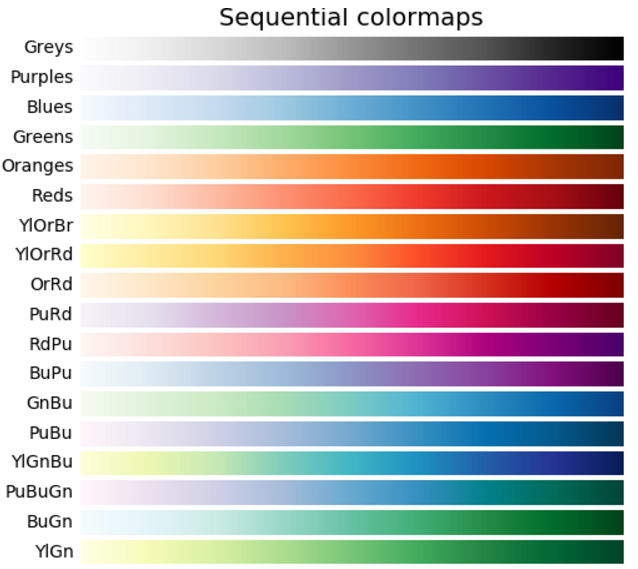 Sequential colormaps
Greys
Purples
Blues
Greens
Oranges
Reds
YlOrBr
YlOrRd
OrRd
PuRd
RdPu
BuPu
GnBu
PuBu
YlGnBu
PuBuGn
BuGn
YlGn